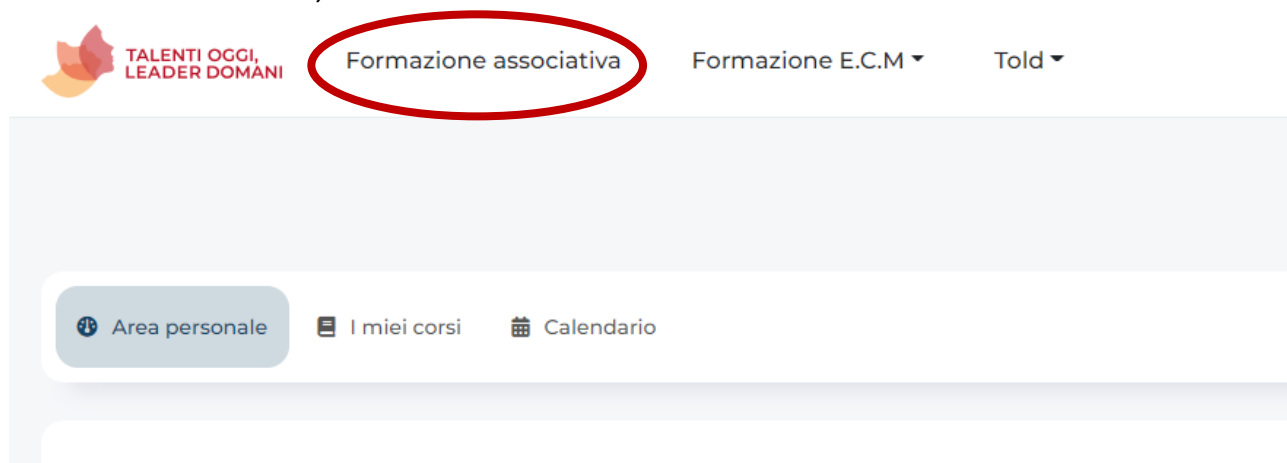 TALENTI OGGI,
LEADER DOMANI
Formazione associativa
Formazione E.C.M
Told
Area personale
I miei corsi
Calendario